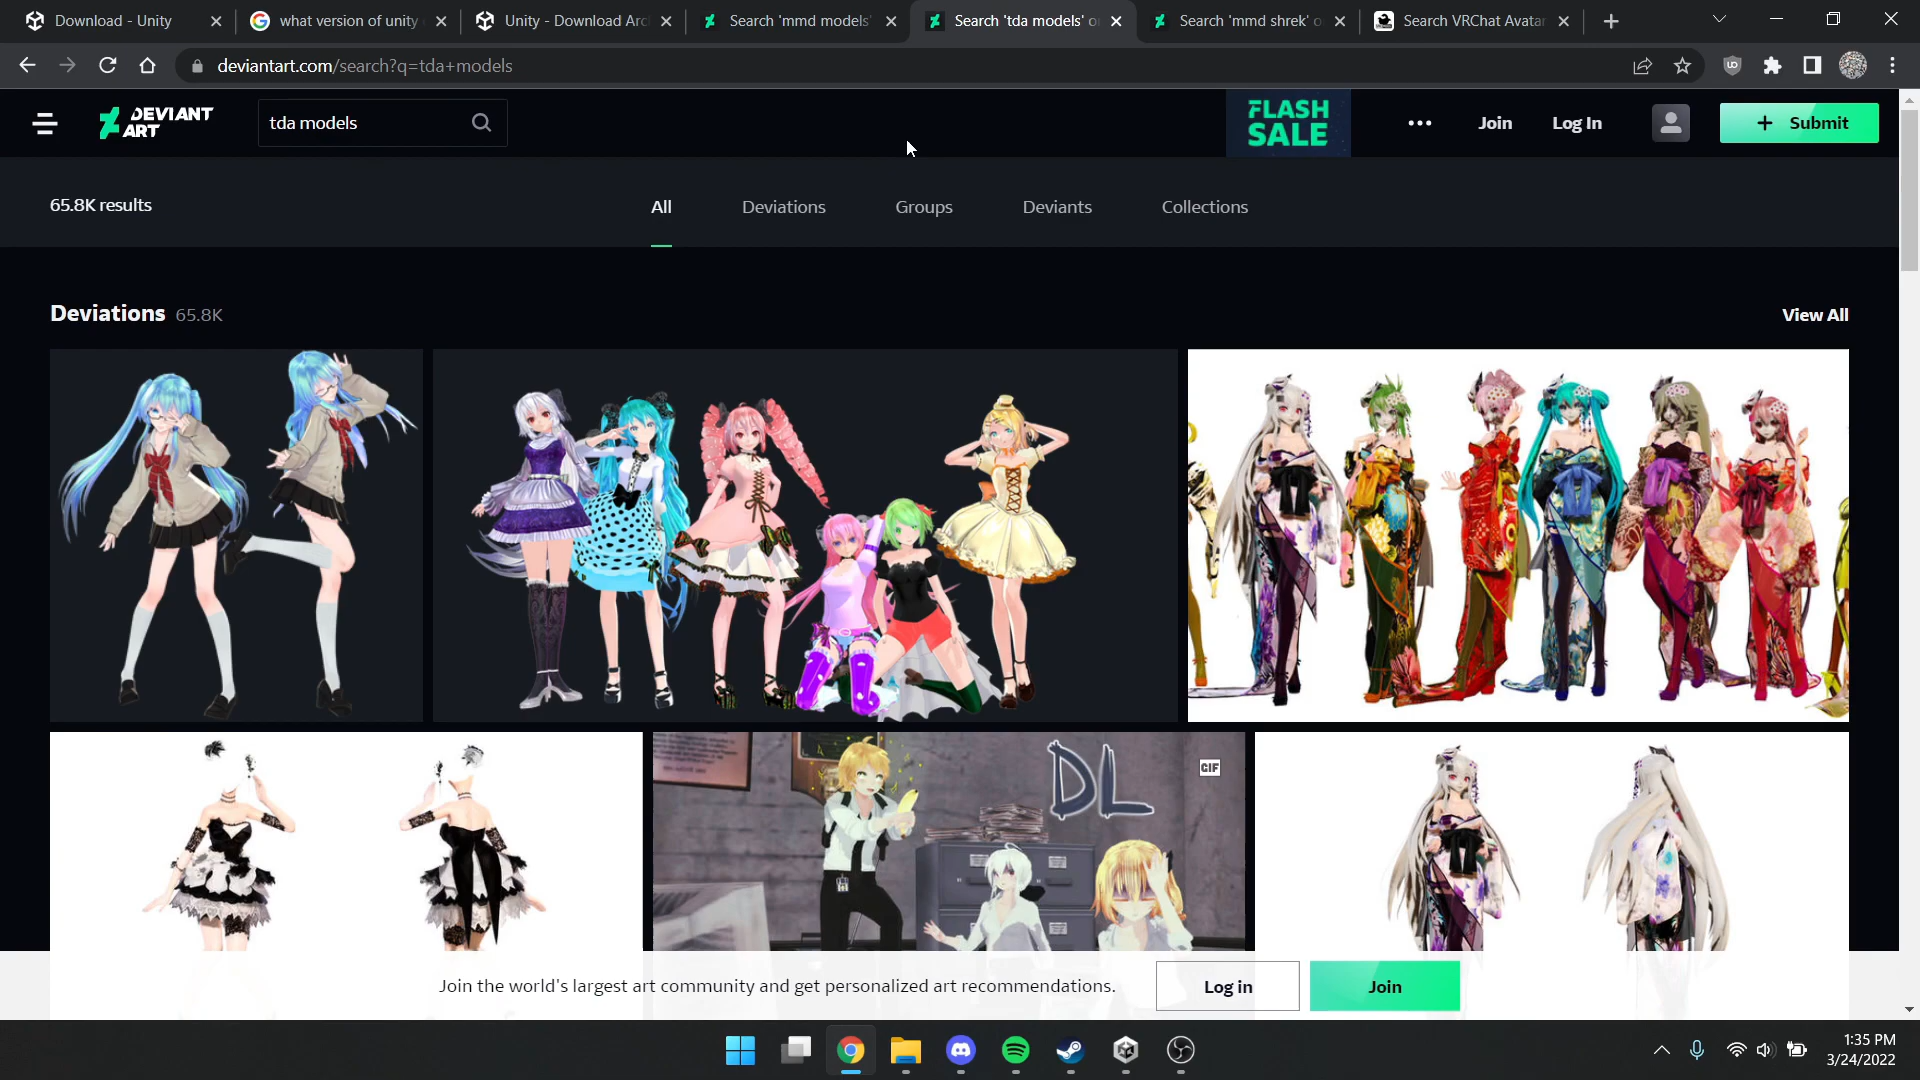 Download - Unity
what version of unity
Unity - Download Arc
Search 'mmd models'
Search 'tda models' o
Search 'mmd shrek' o
Search VRChat Avatar
deviantart.com/search?q=tda+models
DEVIANT
ART
tda models
FLASH
SALE
Join
Log In
+ Submit
65.8K results
All
Deviations
Groups
Deviants
Collections
Deviations 65.8K
View All
DL
GIF
Join the world's largest art community and get personalized art recommendations.
Log in
Join
1:35 PM
3/24/2022